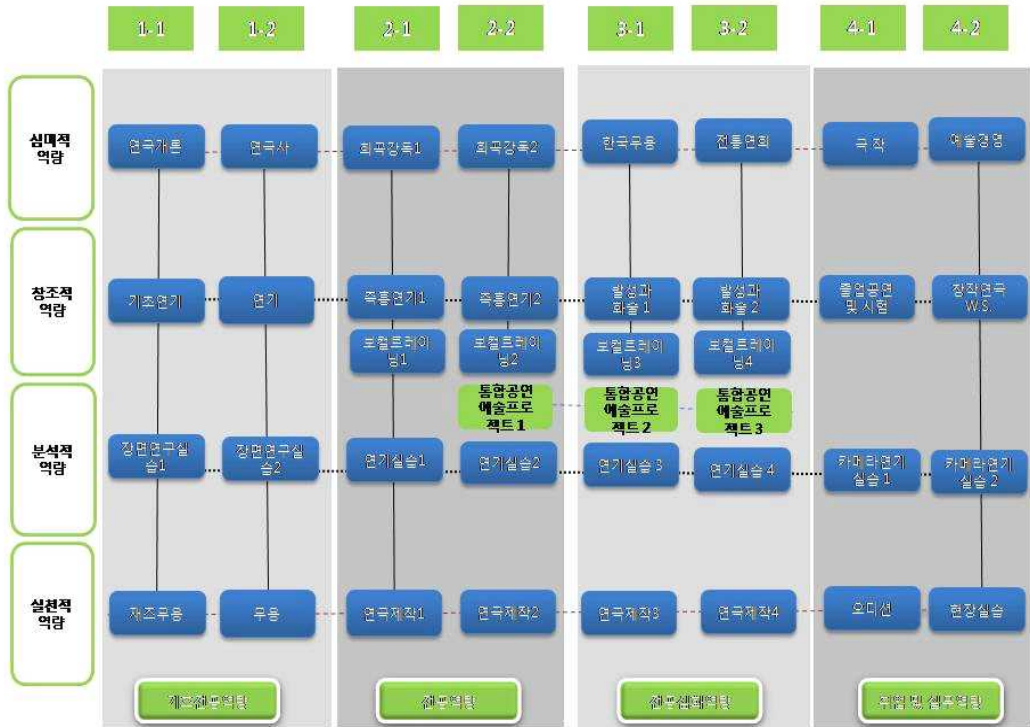 1-1 1-2 2-1 2-2 3-1 3-2 4-1 4-2
심미적
역량
연극개론 연극사 희곡강독1 희곡강독2 한국무용 전통연희 극 작 예술경영
창조적
역량
기초연기 연기 즉흥연기1 즉흥연기2 발성과
화술 1
발성과
화술 2
졸업공연
및 시험
창작연극
W.S.
보컬트레이
닝1
보컬트레이
닝2
보컬트레이
닝3
보컬트레이
닝4
통합공연
예술프로
젝트 1
통합공연
예술프로
젝트 2
통합공연
예술프로
젝트 3
분석적
역량
장면연구실
습1
장면연구실
습2
연기실습1 연기실습2 연기실습 3 연기실습 4 카메라연기
실습 1
카메라연기
실습 2
실천적
역량
무용 연극제작1 연극제작2 연극제작3 연극제작4 오디션 현장실습